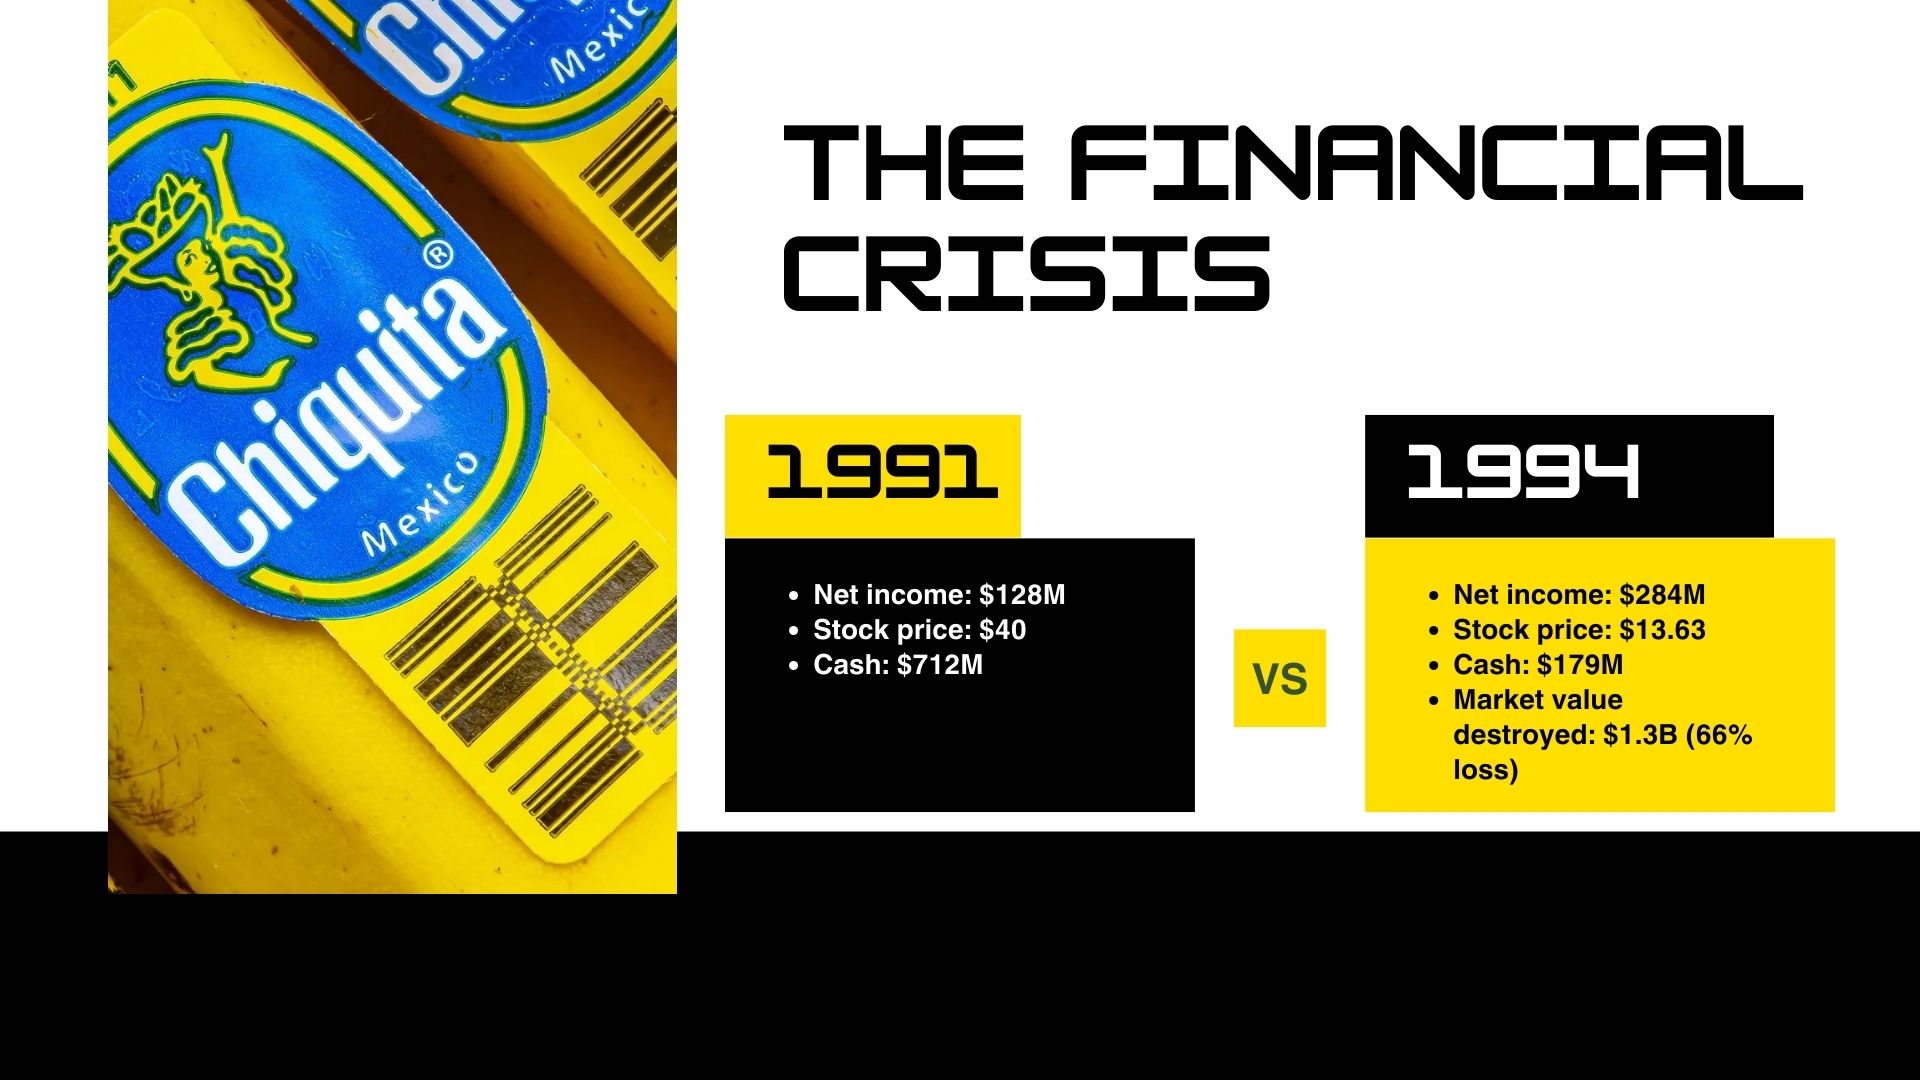 Chiquita
Mexico
®
Chiquita
Mexico
THE FINANCIAL
CRISIS
1991
1994
• Net income: $128M
• Stock price: $40
• Cash: $712M
VS
• Net income: $284M
• Stock price: $13.63
• Cash: $179M
• Market value
destroyed: $1.3B (66%
loss)